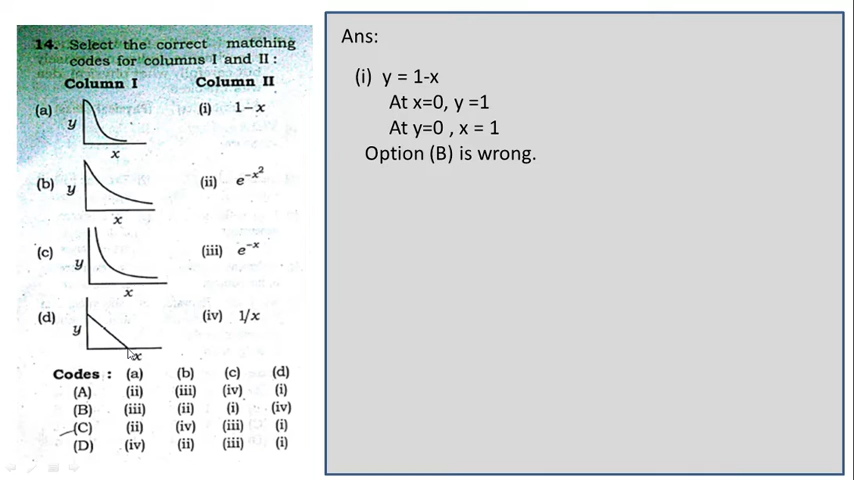 14. Select the correct matching
codes for columns I and II :
Column I Column II
(a) y x (i) 1 – x
(b) y x (ii) e^{-x^2}
(c) y x (iii) e^{-x}
(d) y x (iv) 1/x
Codes : (a) (b) (c) (d)
(A) (ii) (iii) (iv) (i)
(B) (iii) (ii) (i) (iv)
(C) (ii) (iv) (iii) (i)
(D) (iv) (ii) (iii) (i)
Ans:
(i) y = 1-x
At x=0, y =1
At y=0 , x = 1
Option (B) is wrong.